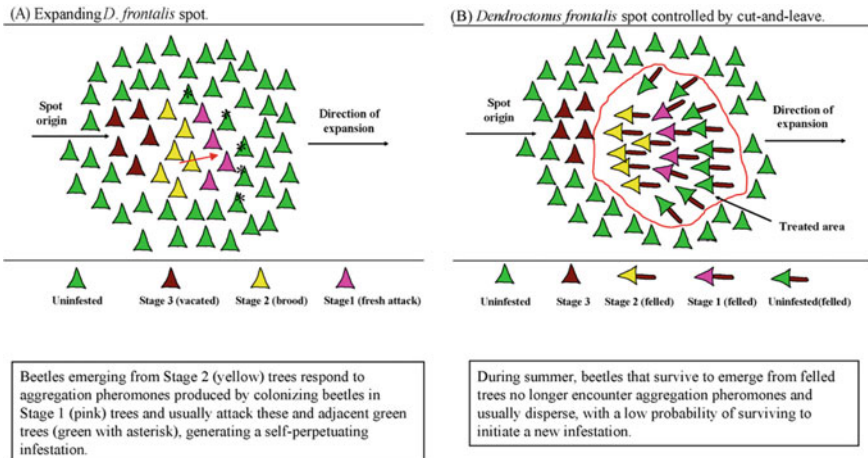 (A) Expanding D. frontalis spot.
Spot
origin
Direction of
expansion
Uninfested
Stage 3 (vacated)
Stage 2 (brood)
Stage1 (fresh attack)
Beetles emerging from Stage 2 (yellow) trees respond to
aggregation pheromones produced by colonizing beetles in
Stage 1 (pink) trees and usually attack these and adjacent green
trees (green with asterisk), generating a self-perpetuating
infestation.
(B) Dendroctonus frontalis spot controlled by cut-and-leave.
Spot
origin
Direction of
expansion
Treated area
Uninfested
Stage 3
Stage 2 (felled)
Stage 1 (felled)
Uninfested(felled)
During summer, beetles that survive to emerge from felled
trees no longer encounter aggregation pheromones and
usually disperse, with a low probability of surviving to
initiate a new infestation.